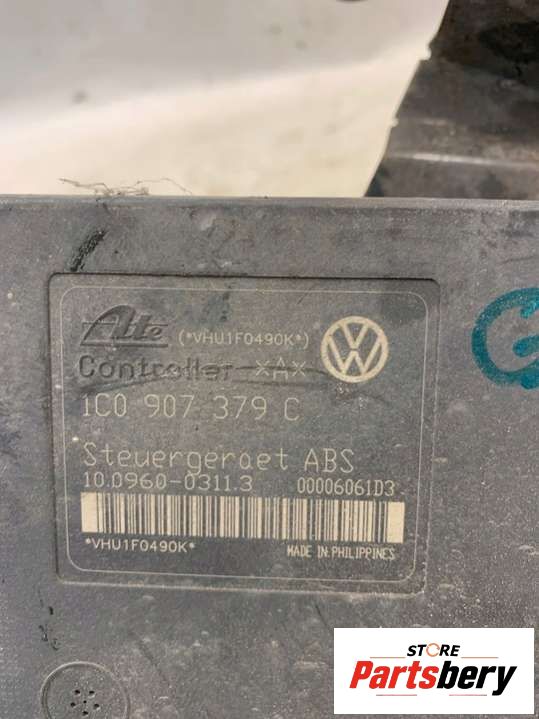 Ate (*VHU1F0490K*)
Controller XAX
1C0 907 379 C
Steuergeraet ABS
10.0960-0311.3 00006061D3
*VHU1F0490K* MADE IN PHILIPPINES
STORE
Partsbery